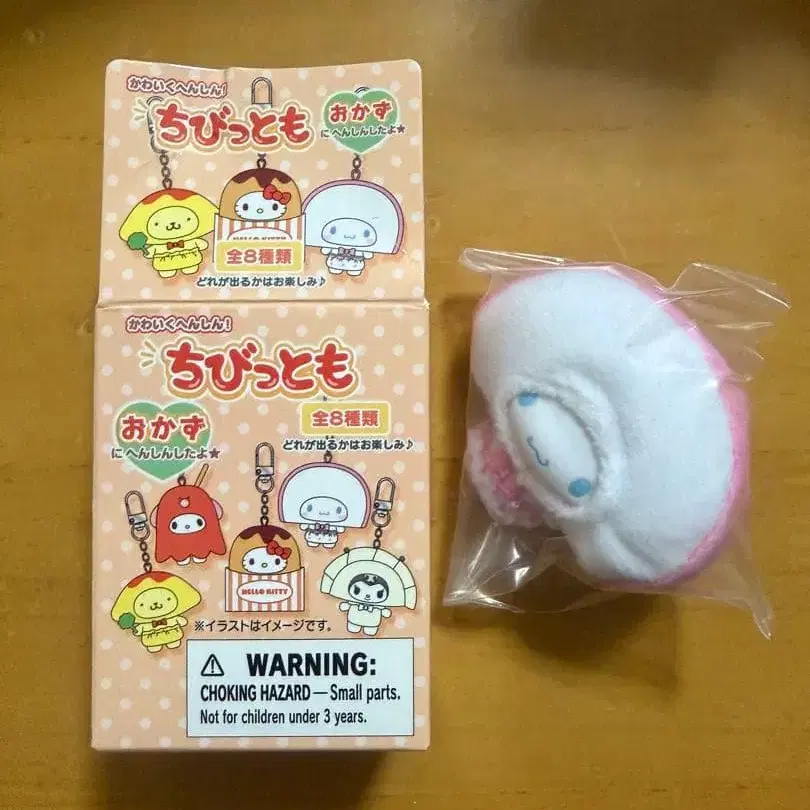 かわいくへんしん!
ちびっとも
おかず
にへんしんしたよ★
HELLO KITTY
全8種類
どれが出るかはお楽しみ♪
かわいくへんしん!
ちびっとも
おかず
にへんしんしたよ★
全8種類
どれが出るかはお楽しみ♪
HELLO KITTY
※イラストはイメージです。
WARNING:
CHOKING HAZARD — Small parts.
Not for children under 3 years.